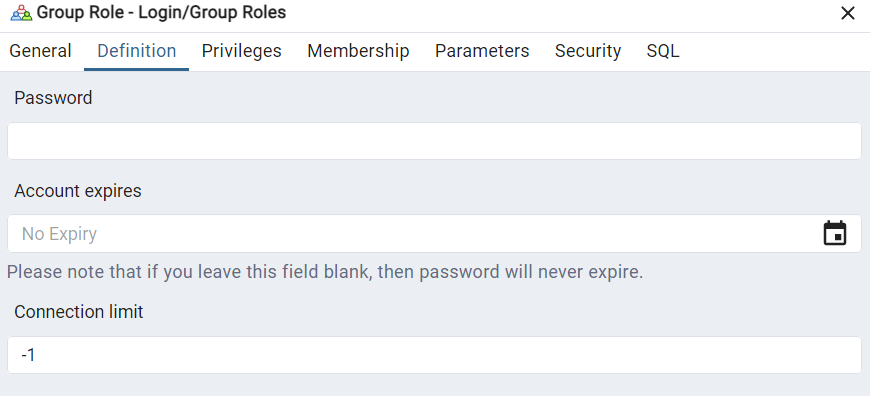 Group Role - Login/Group Roles
General Definition Privileges Membership Parameters Security SQL
Password
Account expires
No Expiry
Please note that if you leave this field blank, then password will never expire.
Connection limit
-1